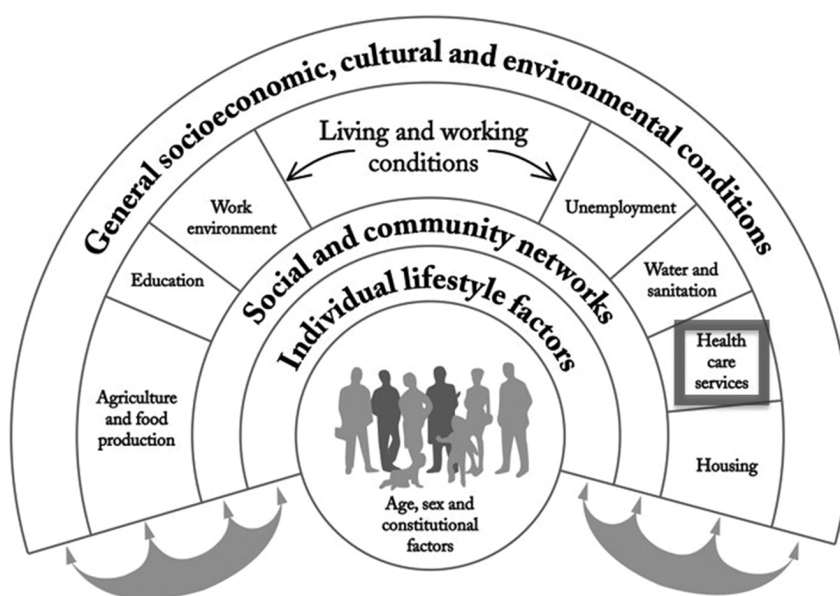 General socioeconomic, cultural and environmental conditions
Living and working
conditions
Work
environment
Unemployment
Education
Water and
sanitation
Agriculture
and food
production
Health
care
services
Housing
Social and community networks
Individual lifestyle factors
Age, sex and
constitutional
factors